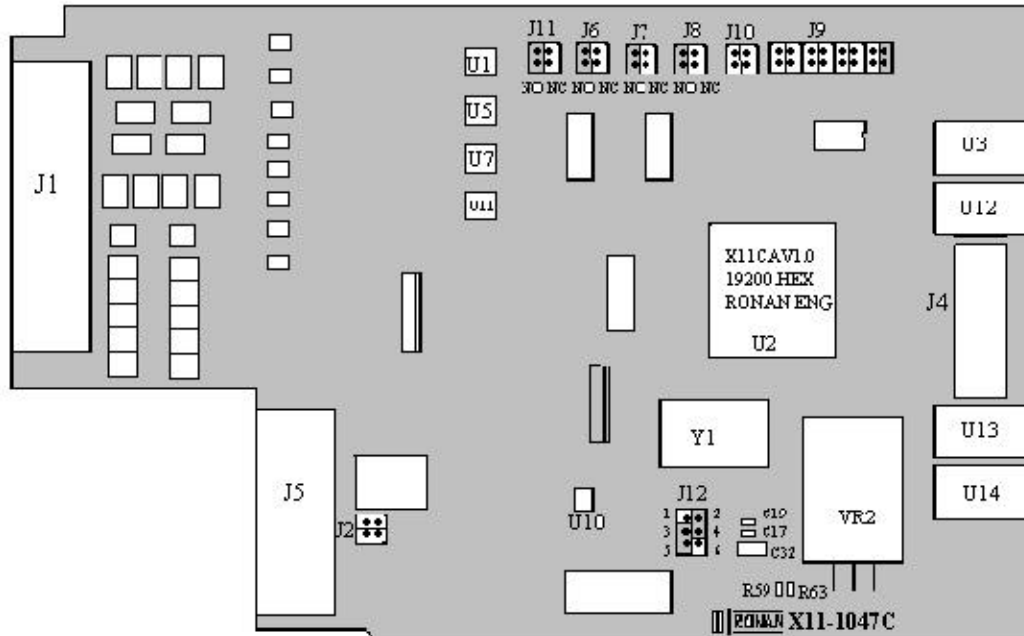 J11 J6 J7 J8 J10 J9
NO NC NO NC NO NC NO NC
U1
U5
U7
U11
U3
U12
J1
X11CAV1.0
19200.HEX
RONAN ENG
U2
J4
Y1
U13
U14
J5
J2
U10
J12
1 2
3 4
5 6
C19
C17
C32
VR2
R59 R63
RONAN X11-1047C